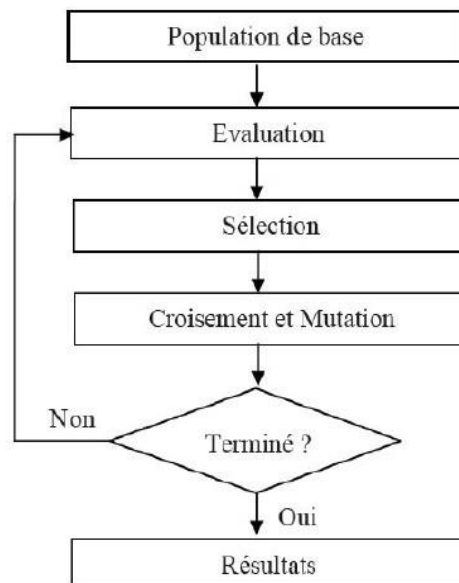 Population de base
Evaluation
Sélection
Croisement et Mutation
Non
Terminé ?
Oui
Résultats